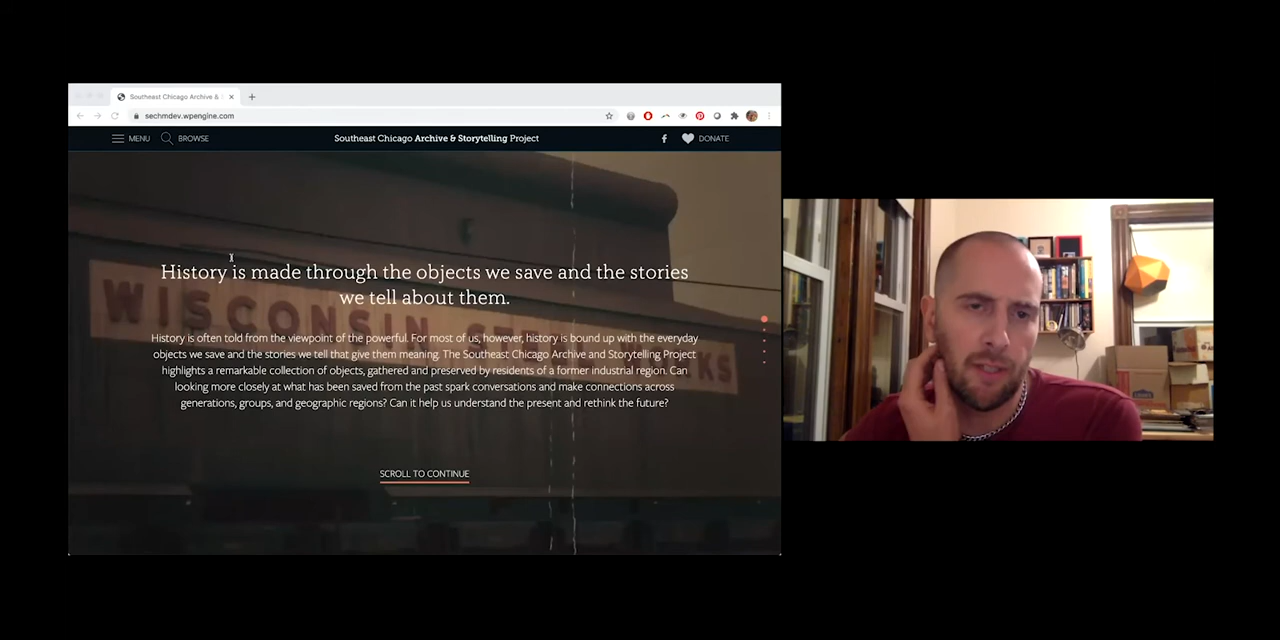 Southeast Chicago Archive &
sechmdev.wpengine.com
MENU
BROWSE
Southeast Chicago Archive & Storytelling Project
DONATE
History is made through the objects we save and the stories
we tell about them.
WISCONSIN STEEL WORKS
History is often told from the viewpoint of the powerful. For most of us, however, history is bound up with the everyday
objects we save and the stories we tell that give them meaning. The Southeast Chicago Archive and Storytelling Project
highlights a remarkable collection of objects, gathered and preserved by residents of a former industrial region. Can
looking more closely at what has been saved from the past spark conversations and make connections across
generations, groups, and geographic regions? Can it help us understand the present and rethink the future?
SCROLL TO CONTINUE